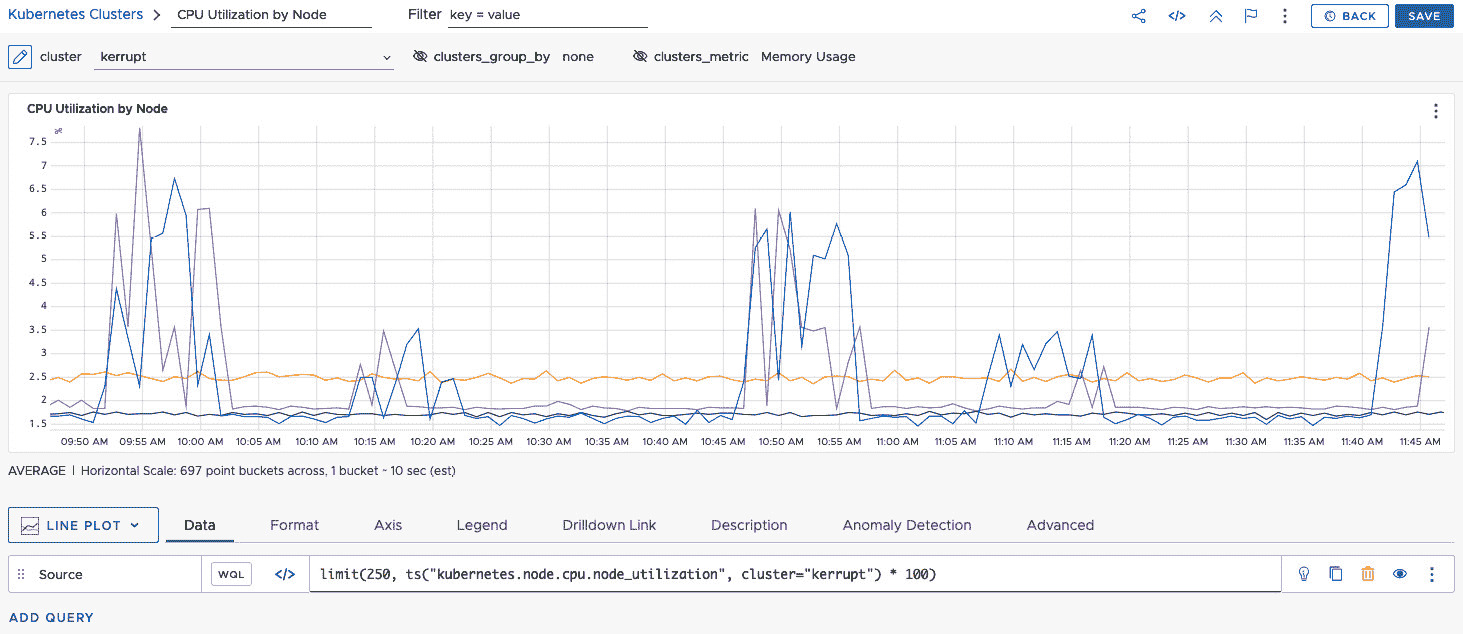 Kubernetes Clusters > CPU Utilization by Node Filter key = value BACK SAVE
cluster kerrupt clusters_group_by none clusters_metric Memory Usage
CPU Utilization by Node
7.5
7
6.5
6
5.5
5
4.5
4
3.5
3
2.5
2
1.5
09:50 AM 09:55 AM 10:00 AM 10:05 AM 10:10 AM 10:15 AM 10:20 AM 10:25 AM 10:30 AM 10:35 AM 10:40 AM 10:45 AM 10:50 AM 10:55 AM 11:00 AM 11:05 AM 11:10 AM 11:15 AM 11:20 AM 11:25 AM 11:30 AM 11:35 AM 11:40 AM 11:45 AM
AVERAGE | Horizontal Scale: 697 point buckets across, 1 bucket ~ 10 sec (est)
LINE PLOT Data Format Axis Legend Drilldown Link Description Anomaly Detection Advanced
Source WQL </> limit(250, ts("kubernetes.node.cpu.node_utilization", cluster="kerrupt") * 100)
ADD QUERY